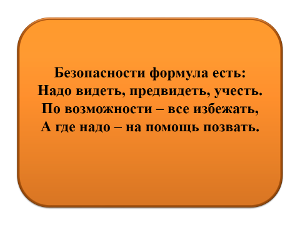 Безопасности формула есть:
Надо видеть, предвидеть, учесть.
По возможности – все избежать,
А где надо – на помощь позвать.